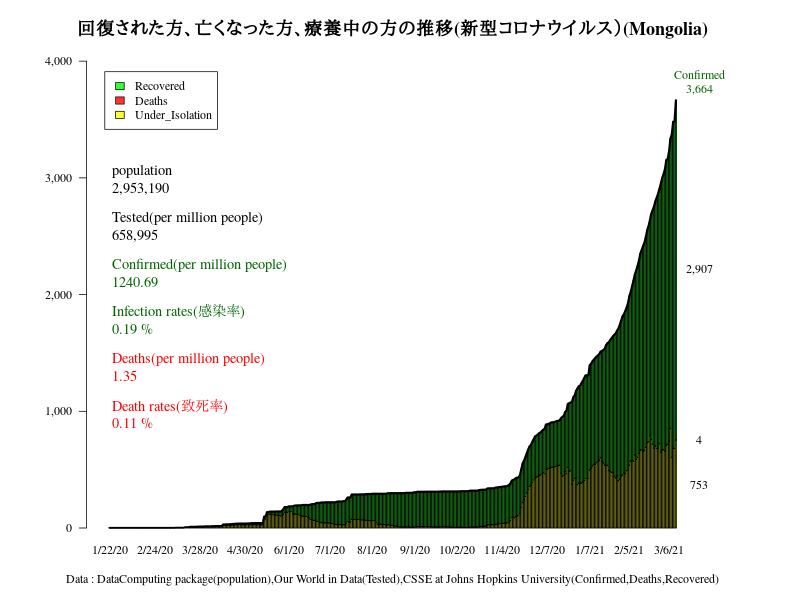 回復された方、亡くなった方、療養中の方の推移(新型コロナウイルス）(Mongolia)
4,000
3,000
2,000
1,000
0
Recovered
Deaths
Under_Isolation
population
2,953,190
Tested(per million people)
658,995
Confirmed(per million people)
1240.69
Infection rates(感染率)
0.19 %
Deaths(per million people)
1.35
Death rates(致死率)
0.11 %
Confirmed
3,664
2,907
4
753
1/22/20 2/24/20 3/28/20 4/30/20 6/1/20 7/1/20 8/1/20 9/1/20 10/2/20 11/4/20 12/7/20 1/7/21 2/5/21 3/6/21
Data : DataComputing package(population),Our World in Data(Tested),CSSE at Johns Hopkins University(Confirmed,Deaths,Recovered)